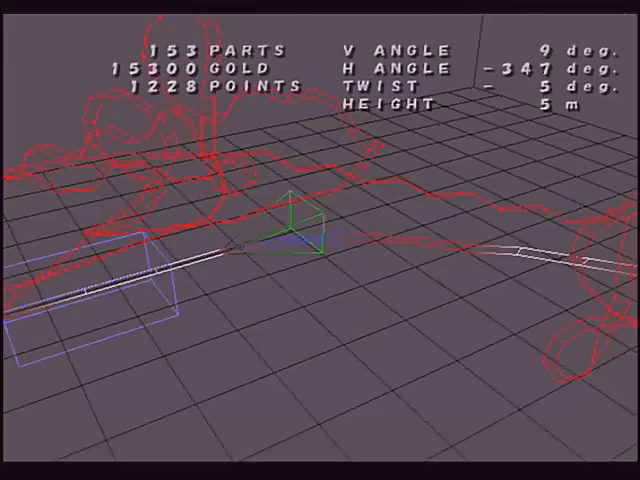 153 PARTS V ANGLE 9 deg.
15300 GOLD H ANGLE -347 deg.
1228 POINTS TWIST - 5 deg.
HEIGHT 5 m